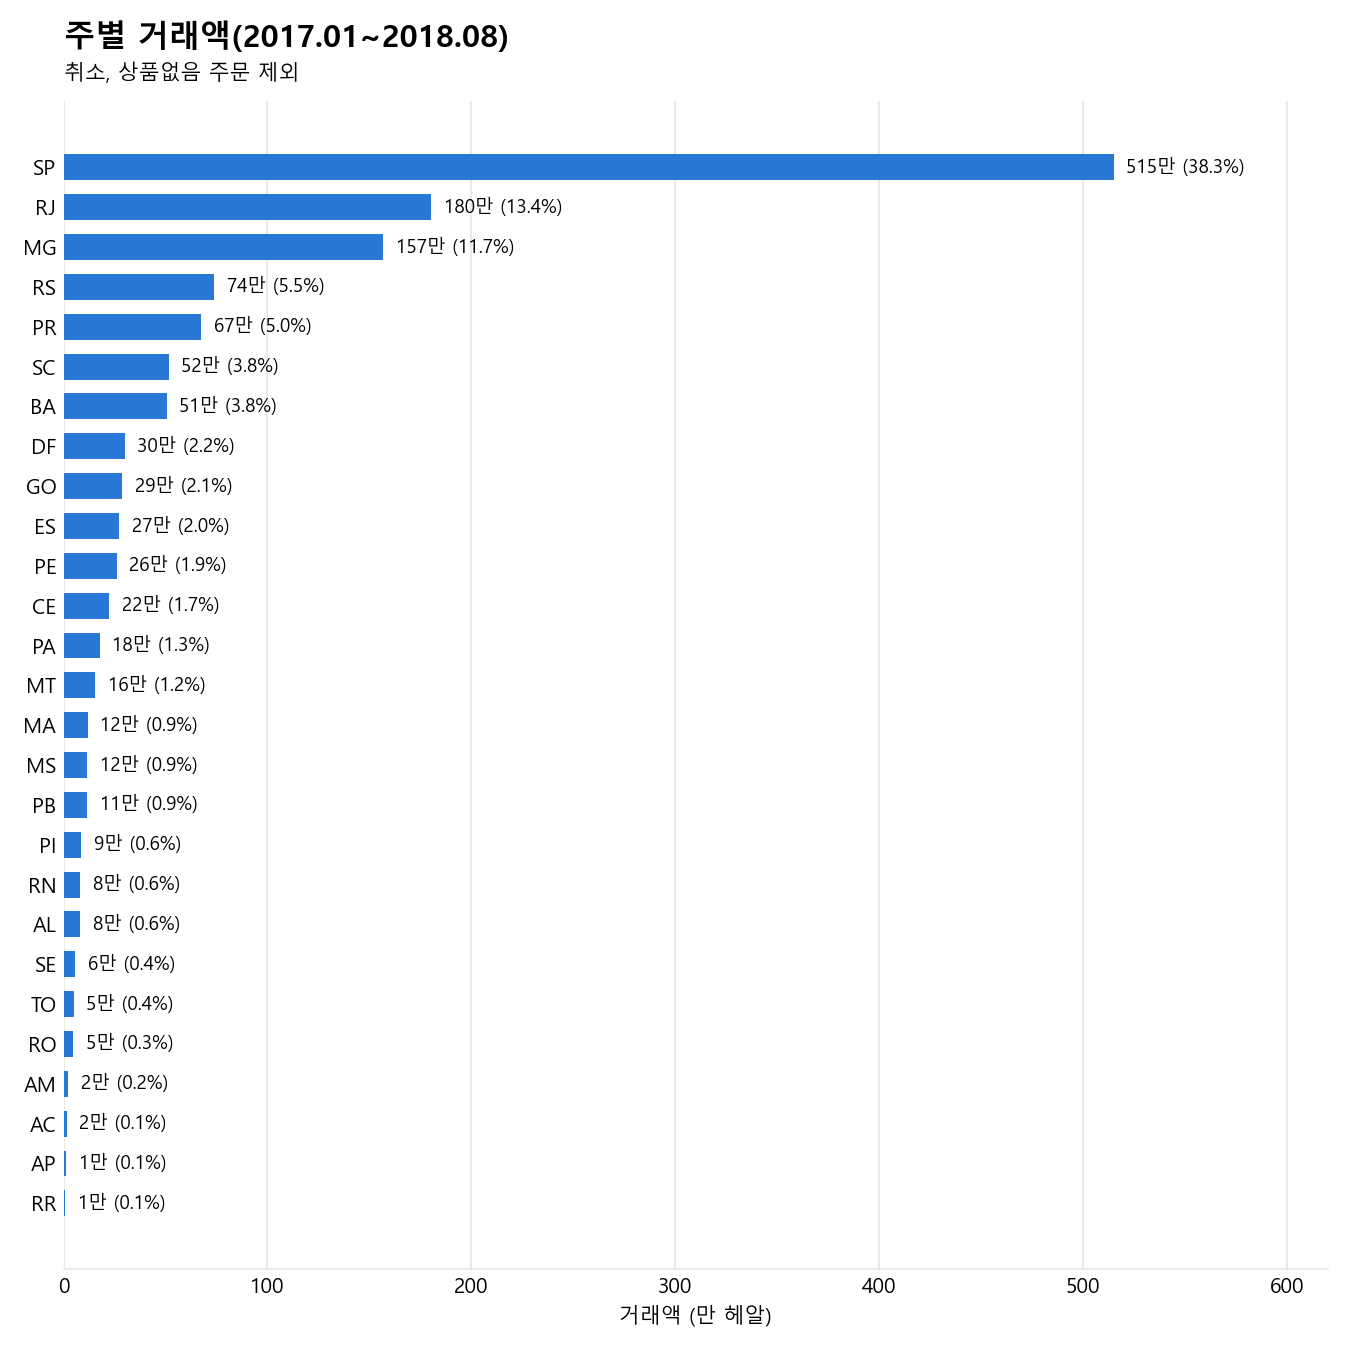 주별 거래액(2017.01~2018.08)
취소, 상품없음 주문 제외
SP 515만 (38.3%)
RJ 180만 (13.4%)
MG 157만 (11.7%)
RS 74만 (5.5%)
PR 67만 (5.0%)
SC 52만 (3.8%)
BA 51만 (3.8%)
DF 30만 (2.2%)
GO 29만 (2.1%)
ES 27만 (2.0%)
PE 26만 (1.9%)
CE 22만 (1.7%)
PA 18만 (1.3%)
MT 16만 (1.2%)
MA 12만 (0.9%)
MS 12만 (0.9%)
PB 11만 (0.9%)
PI 9만 (0.6%)
RN 8만 (0.6%)
AL 8만 (0.6%)
SE 6만 (0.4%)
TO 5만 (0.4%)
RO 5만 (0.3%)
AM 2만 (0.2%)
AC 2만 (0.1%)
AP 1만 (0.1%)
RR 1만 (0.1%)
0 100 200 300 400 500 600
거래액 (만 헤알)